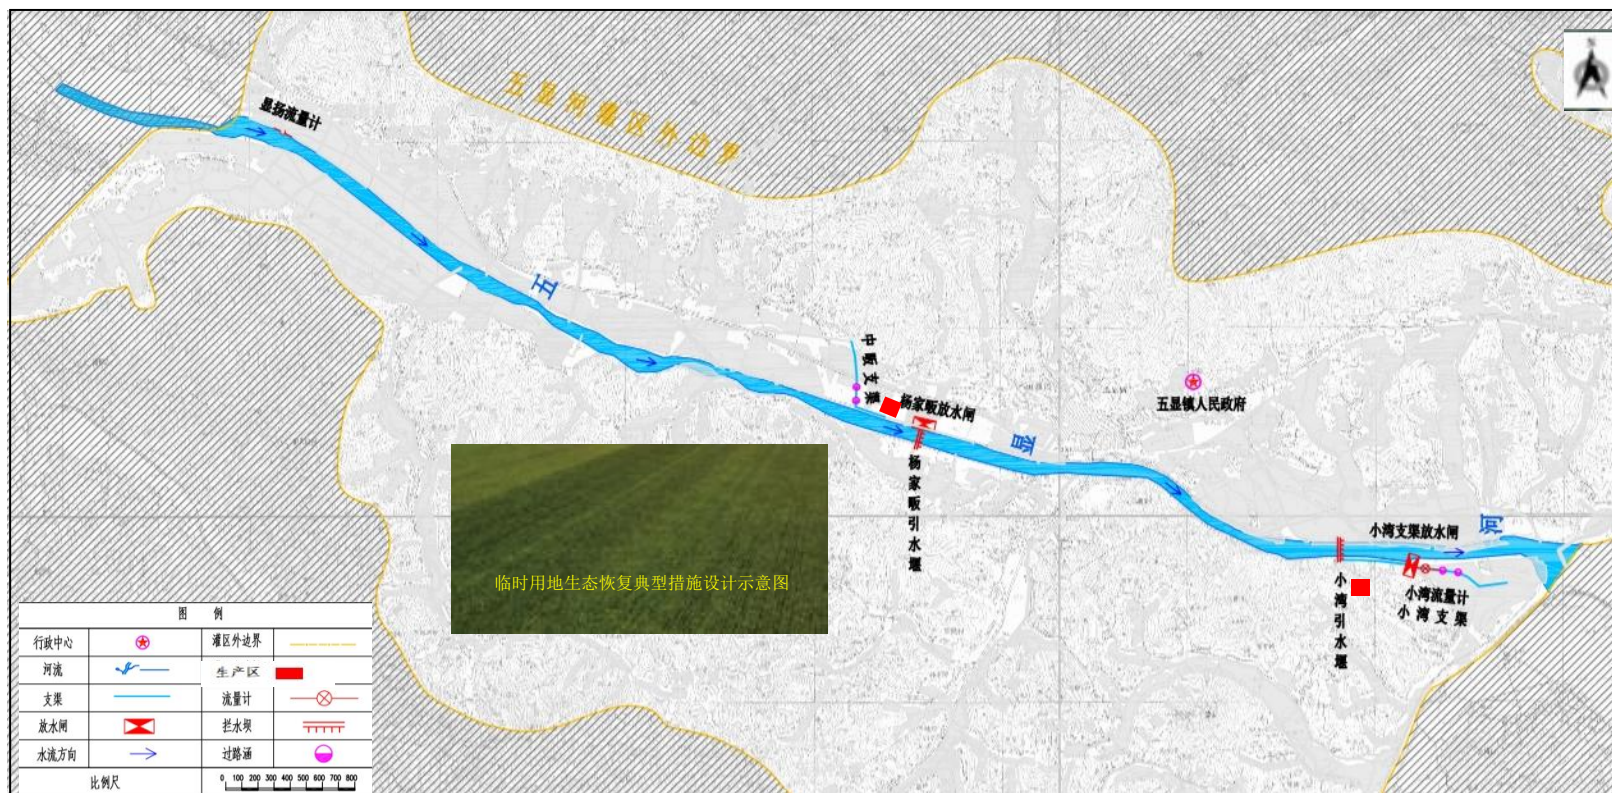 N
显扬流量计
五显河灌区外边界
五
中畈支渠
杨家畈放水闸
五显镇人民政府
显
杨家畈引水堰
小湾支渠放水闸
河
小湾流量计
小湾支渠
小湾引水堰
临时用地生态恢复典型措施设计示意图
图 例
行政中心 灌区外边界
河流 生产区
支渠 流量计
放水闸 拦水坝
水流方向 过路涵
比例尺 0 100 200 300 400 500 600 700 800